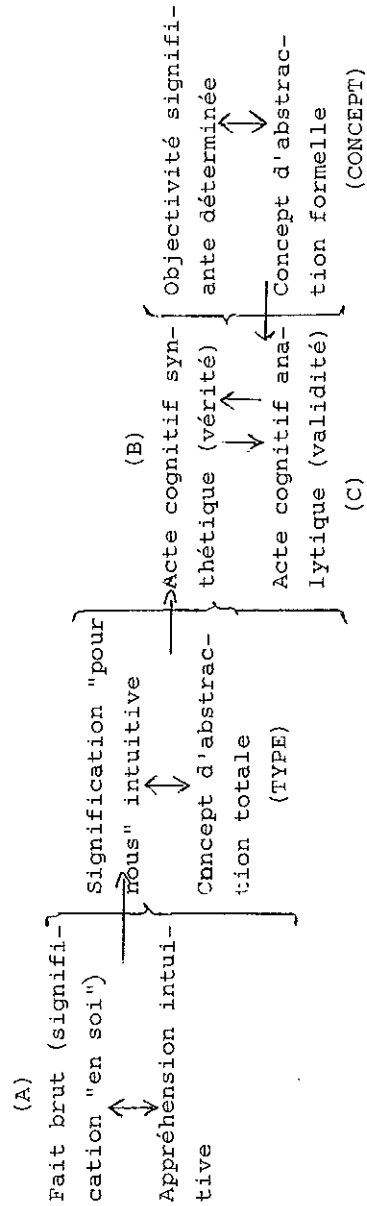 (A)
Fait brut (signifi-
cation "en soi")
Appréhension intui-
tive
Signification "pour
nous" intuitive
Concept d'abstrac-
tion totale
(TYPE)
(B)
Acte cognitif syn-
thétique (vérité)
Acte cognitif ana-
lytique (validité)
(C)
Objectivité signifi-
ante déterminée
Concept d'abstrac-
tion formelle
(CONCEPT)